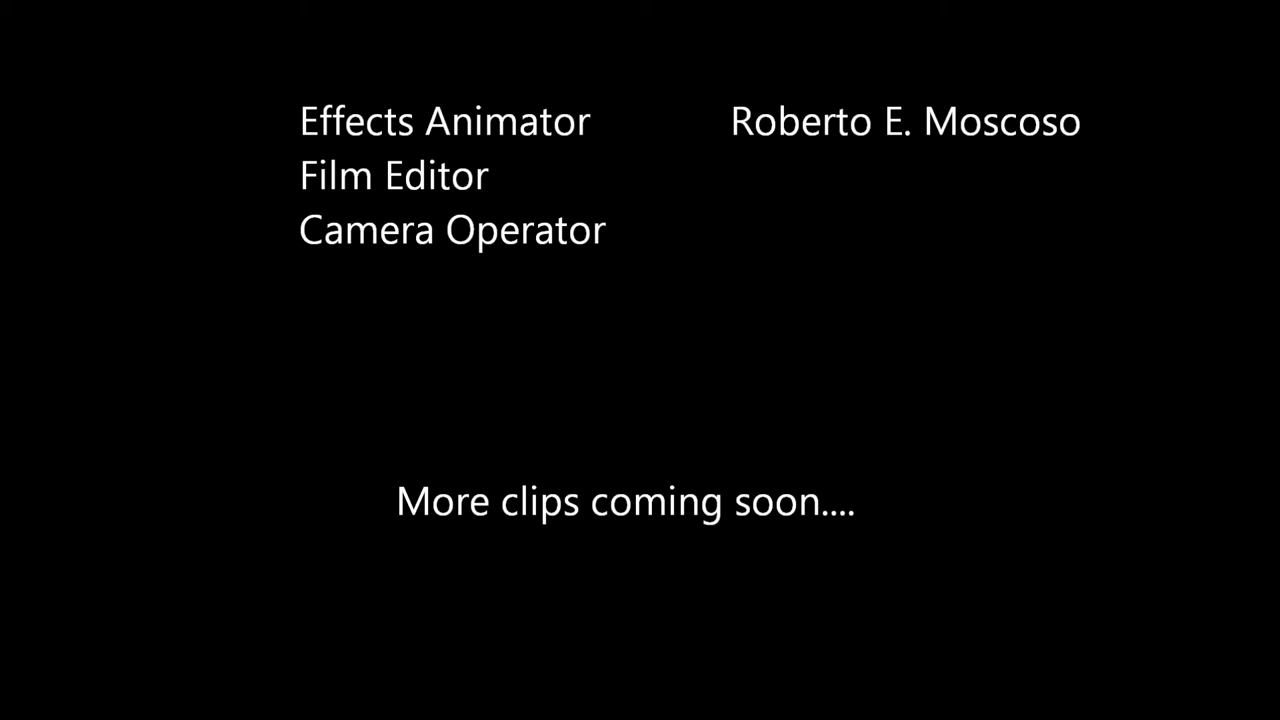 Effects Animator Roberto E. Moscoso
Film Editor
Camera Operator
More clips coming soon....